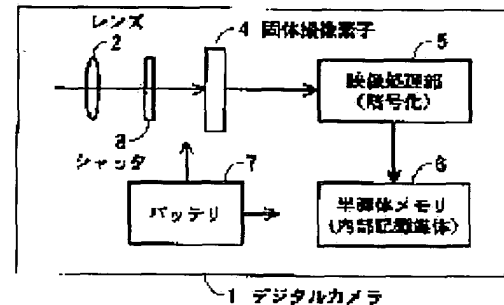 レンズ
2
4 固体撮像素子
5
映像処理部
(暗号化)
8
シャッタ
7
バッテリ
6
半導体メモリ
(内部記憶媒体)
1 デジタルカメラ